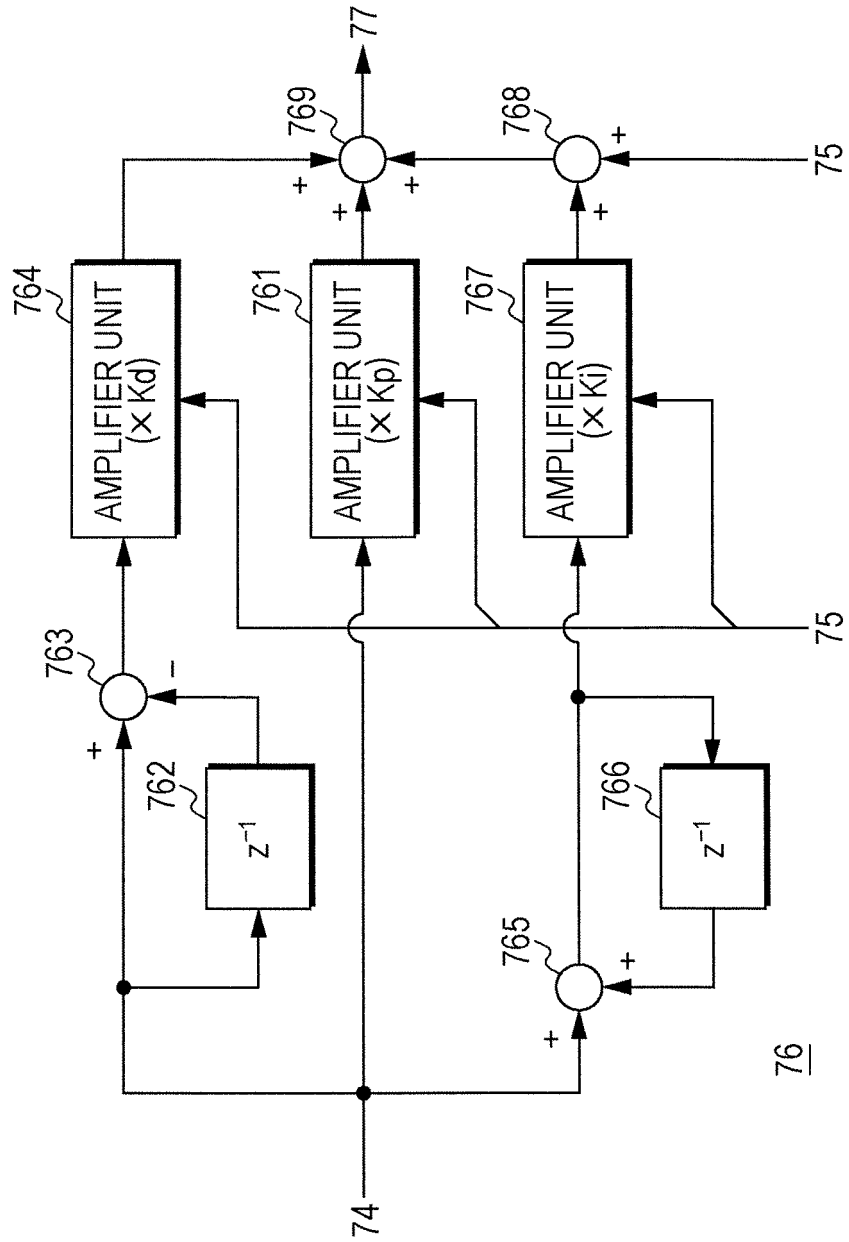 764
AMPLIFIER UNIT
(× Kd)
763
+
−
762
z⁻¹
769
77
+
+
+
761
AMPLIFIER UNIT
(× Kp)
74
768
+
+
75
767
AMPLIFIER UNIT
(× Ki)
75
766
z⁻¹
765
+
+
76